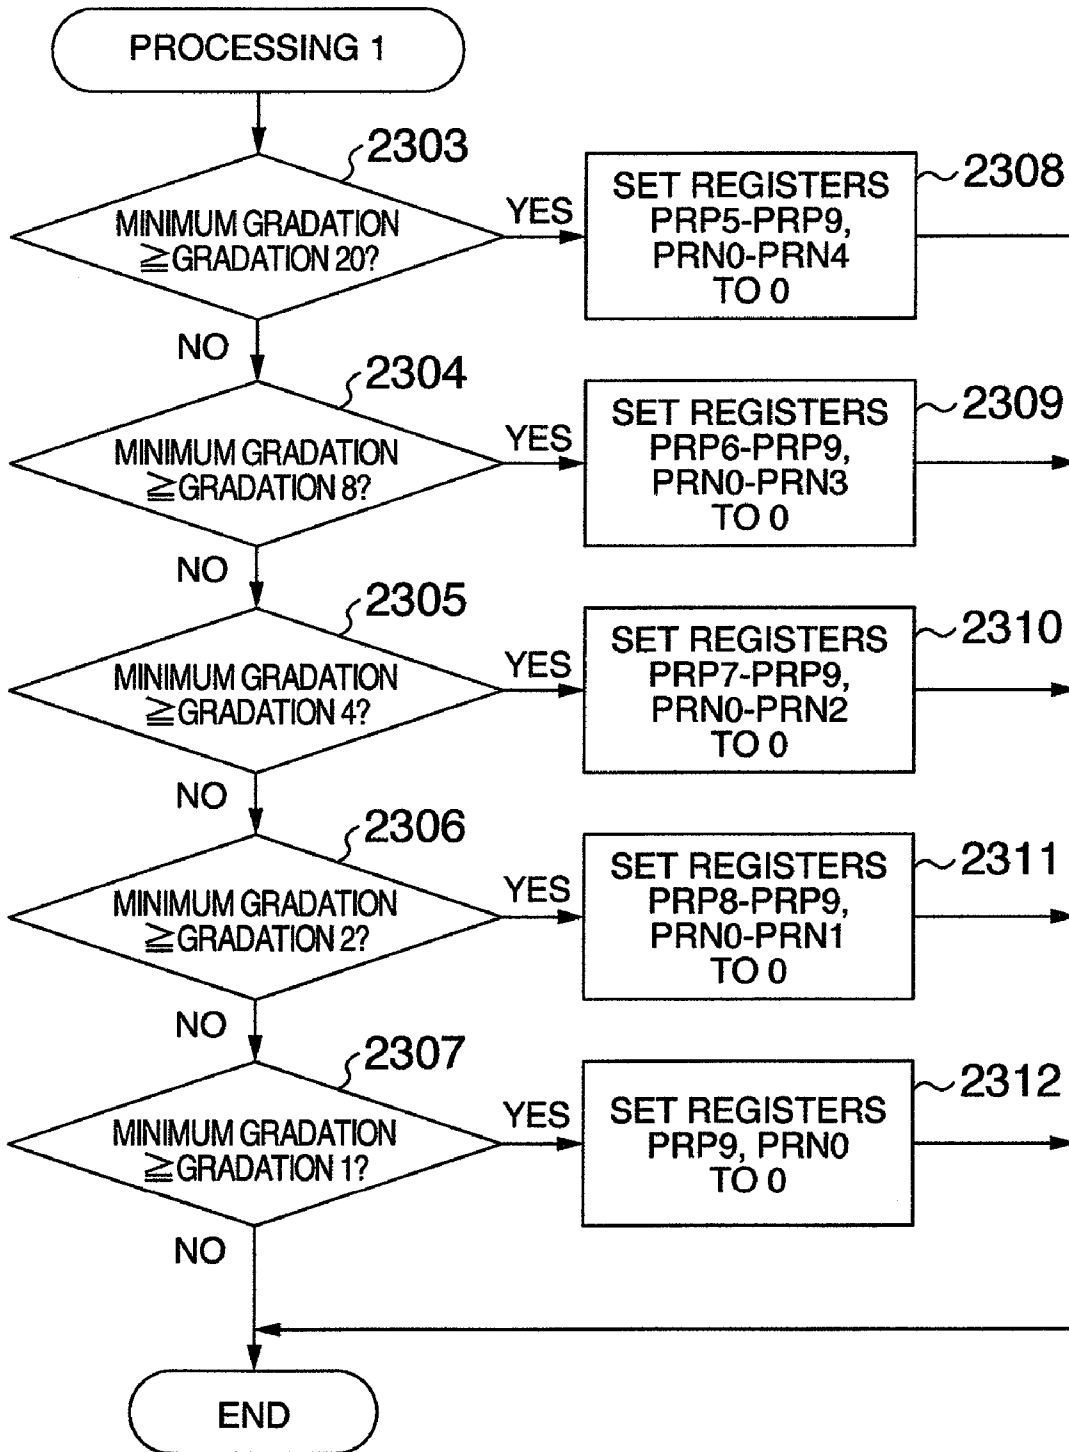 PROCESSING 1
2303
MINIMUM GRADATION
≧GRADATION 20?
YES
2308
SET REGISTERS
PRP5-PRP9,
PRN0-PRN4
TO 0
NO
2304
MINIMUM GRADATION
≧GRADATION 8?
YES
2309
SET REGISTERS
PRP6-PRP9,
PRN0-PRN3
TO 0
NO
2305
MINIMUM GRADATION
≧GRADATION 4?
YES
2310
SET REGISTERS
PRP7-PRP9,
PRN0-PRN2
TO 0
NO
2306
MINIMUM GRADATION
≧GRADATION 2?
YES
2311
SET REGISTERS
PRP8-PRP9,
PRN0-PRN1
TO 0
NO
2307
MINIMUM GRADATION
≧GRADATION 1?
YES
2312
SET REGISTERS
PRP9, PRN0
TO 0
NO
END